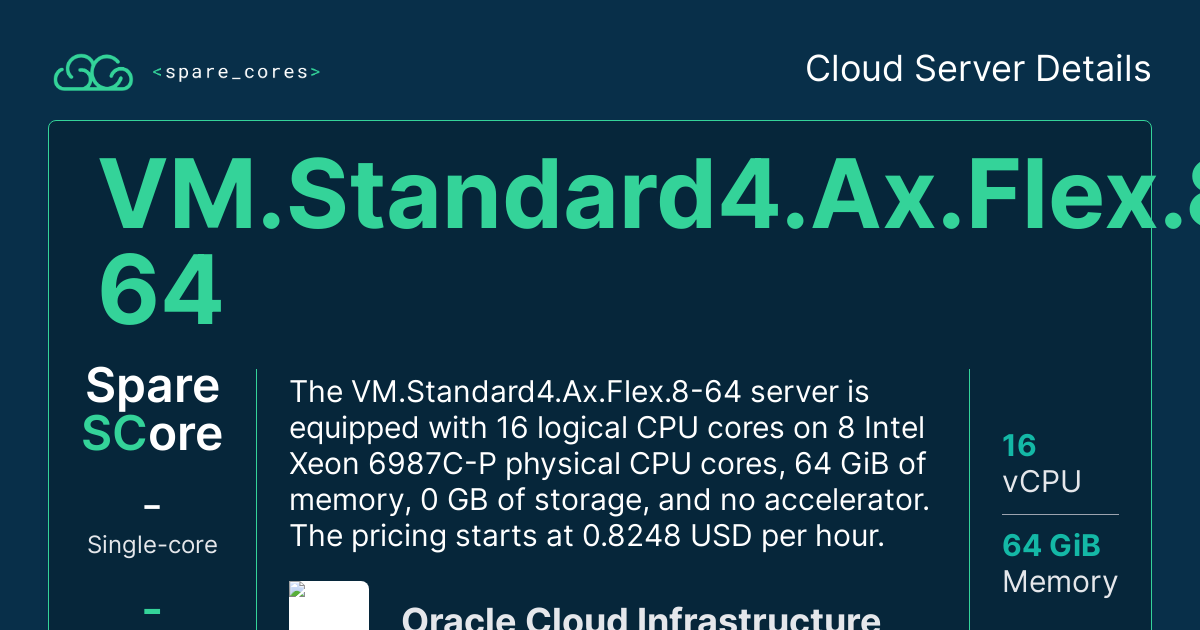 <spare_cores>
Cloud Server Details
VM.Standard4.Ax.Flex.8
64
Spare
SCore
–
Single-core
–
The VM.Standard4.Ax.Flex.8-64 server is
equipped with 16 logical CPU cores on 8 Intel
Xeon 6987C-P physical CPU cores, 64 GiB of
memory, 0 GB of storage, and no accelerator.
The pricing starts at 0.8248 USD per hour.
Oracle Cloud Infrastructure
16
vCPU
64 GiB
Memory